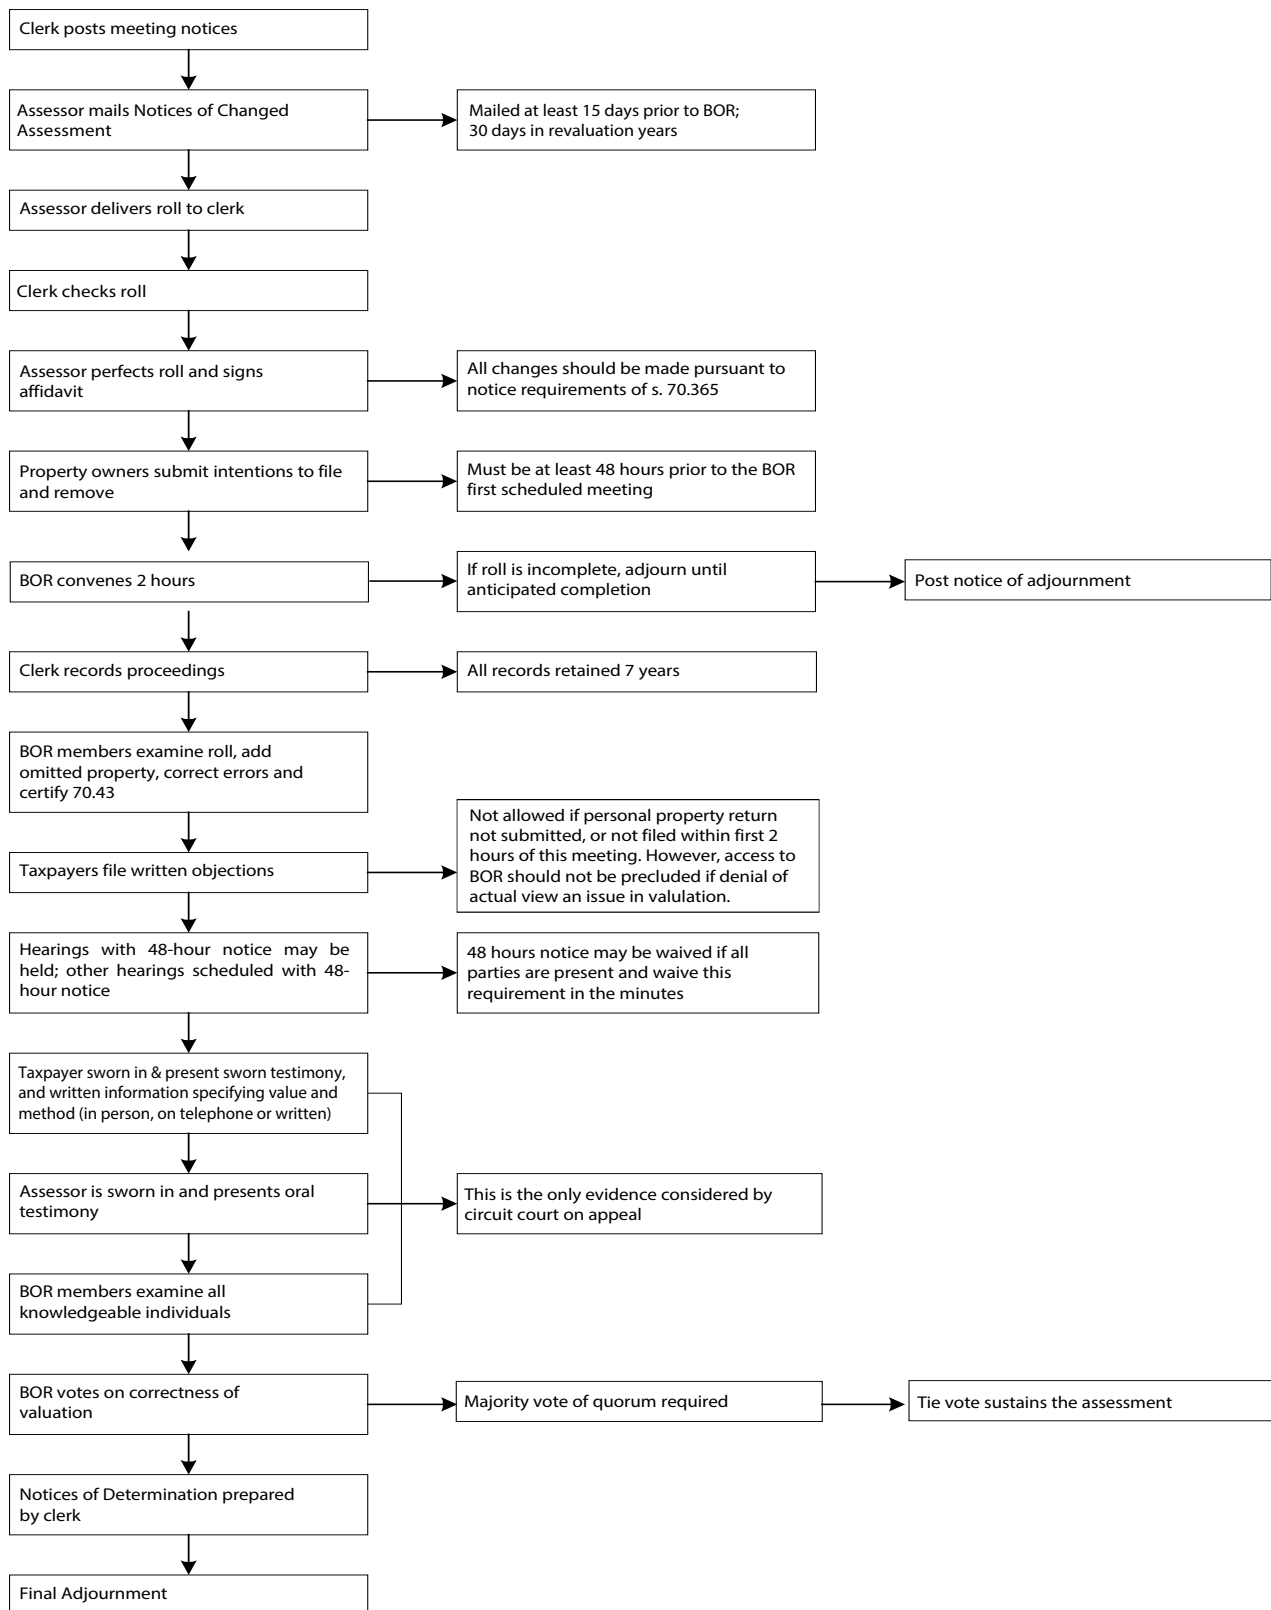 Clerk posts meeting notices
Assessor mails Notices of Changed
Assessment
Mailed at least 15 days prior to BOR;
30 days in revaluation years
Assessor delivers roll to clerk
Clerk checks roll
Assessor perfects roll and signs
affidavit
All changes should be made pursuant to
notice requirements of s. 70.365
Property owners submit intentions to file
and remove
Must be at least 48 hours prior to the BOR
first scheduled meeting
BOR convenes 2 hours
If roll is incomplete, adjourn until
anticipated completion
Post notice of adjournment
Clerk records proceedings
All records retained 7 years
BOR members examine roll, add
omitted property, correct errors and
certify 70.43
Taxpayers file written objections
Not allowed if personal property return
not submitted, or not filed within first 2
hours of this meeting. However, access to
BOR should not be precluded if denial of
actual view an issue in valulation.
Hearings with 48-hour notice may be
held; other hearings scheduled with 48-
hour notice
48 hours notice may be waived if all
parties are present and waive this
requirement in the minutes
Taxpayer sworn in & present sworn testimony,
and written information specifying value and
method (in person, on telephone or written)
Assessor is sworn in and presents oral
testimony
This is the only evidence considered by
circuit court on appeal
BOR members examine all
knowledgeable individuals
BOR votes on correctness of
valuation
Majority vote of quorum required
Tie vote sustains the assessment
Notices of Determination prepared
by clerk
Final Adjournment